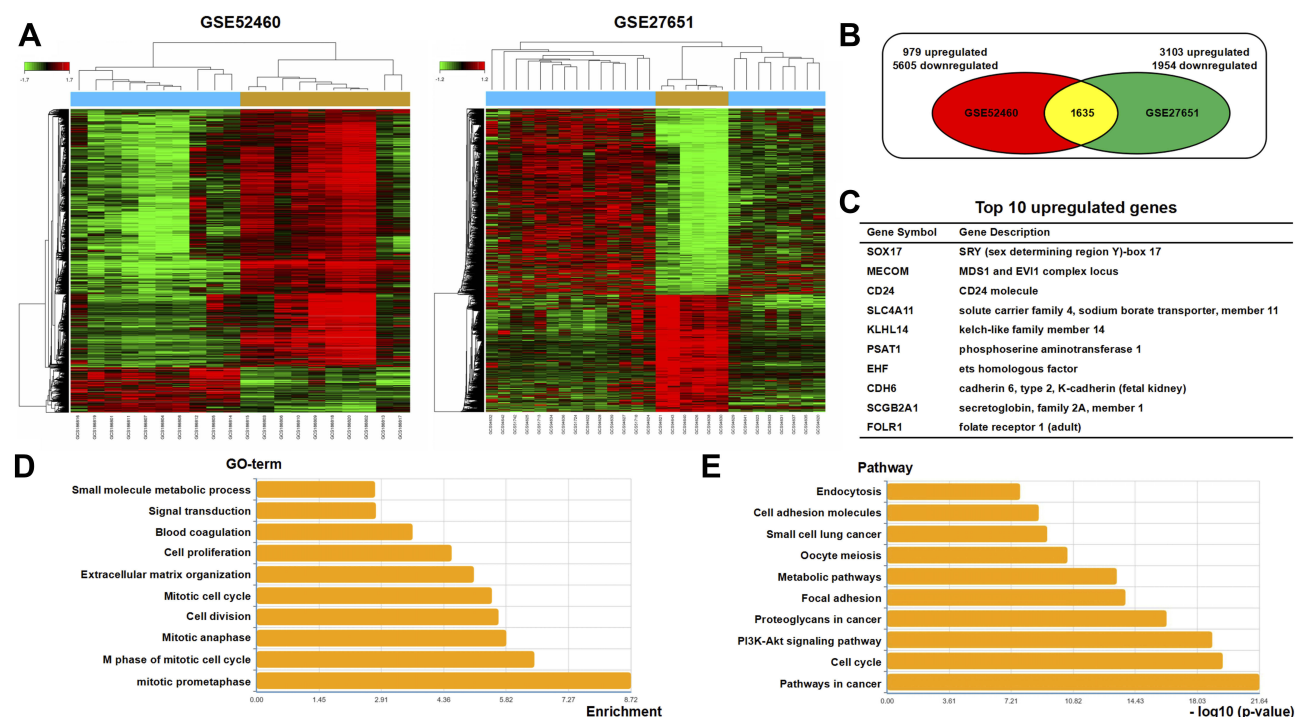 A
GSE52460
-1.7 1.7
GSE27651
-1.2 1.2
B
979 upregulated
5605 downregulated
3103 upregulated
1954 downregulated
GSE52460
1635
GSE27651
C
Top 10 upregulated genes
Gene Symbol Gene Description
SOX17 SRY (sex determining region Y)-box 17
MECOM MDS1 and EVI1 complex locus
CD24 CD24 molecule
SLC4A11 solute carrier family 4, sodium borate transporter, member 11
KLHL14 kelch-like family member 14
PSAT1 phosphoserine aminotransferase 1
EHF ets homologous factor
CDH6 cadherin 6, type 2, K-cadherin (fetal kidney)
SCGB2A1 secretoglobin, family 2A, member 1
FOLR1 folate receptor 1 (adult)
D
GO-term
Small molecule metabolic process
Signal transduction
Blood coagulation
Cell proliferation
Extracellular matrix organization
Mitotic cell cycle
Cell division
Mitotic anaphase
M phase of mitotic cell cycle
mitotic prometaphase
0.00 1.45 2.91 4.36 5.82 7.27 8.72
Enrichment
E
Pathway
Endocytosis
Cell adhesion molecules
Small cell lung cancer
Oocyte meiosis
Metabolic pathways
Focal adhesion
Proteoglycans in cancer
PI3K-Akt signaling pathway
Cell cycle
Pathways in cancer
0.00 3.61 7.21 10.82 14.43 18.03 21.64
- log10 (p-value)